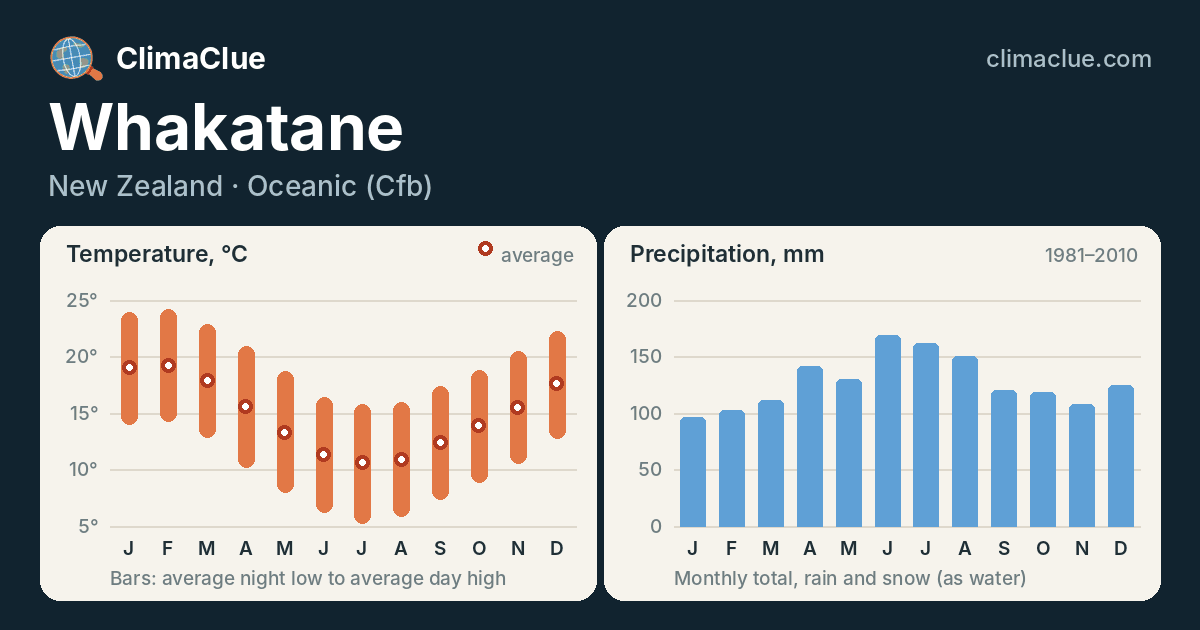 ClimaClue
climaclue.com
Whakatane
New Zealand · Oceanic (Cfb)
Temperature, °C
average
25°
20°
15°
10°
5°
J F M A M J J A S O N D
Bars: average night low to average day high
Precipitation, mm
1981–2010
200
150
100
50
0
J F M A M J J A S O N D
Monthly total, rain and snow (as water)